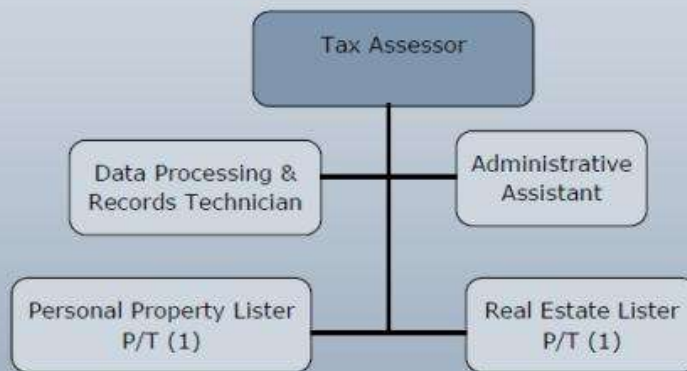 Tax Assessor
Data Processing &
Records Technician
Administrative
Assistant
Personal Property Lister
P/T (1)
Real Estate Lister
P/T (1)